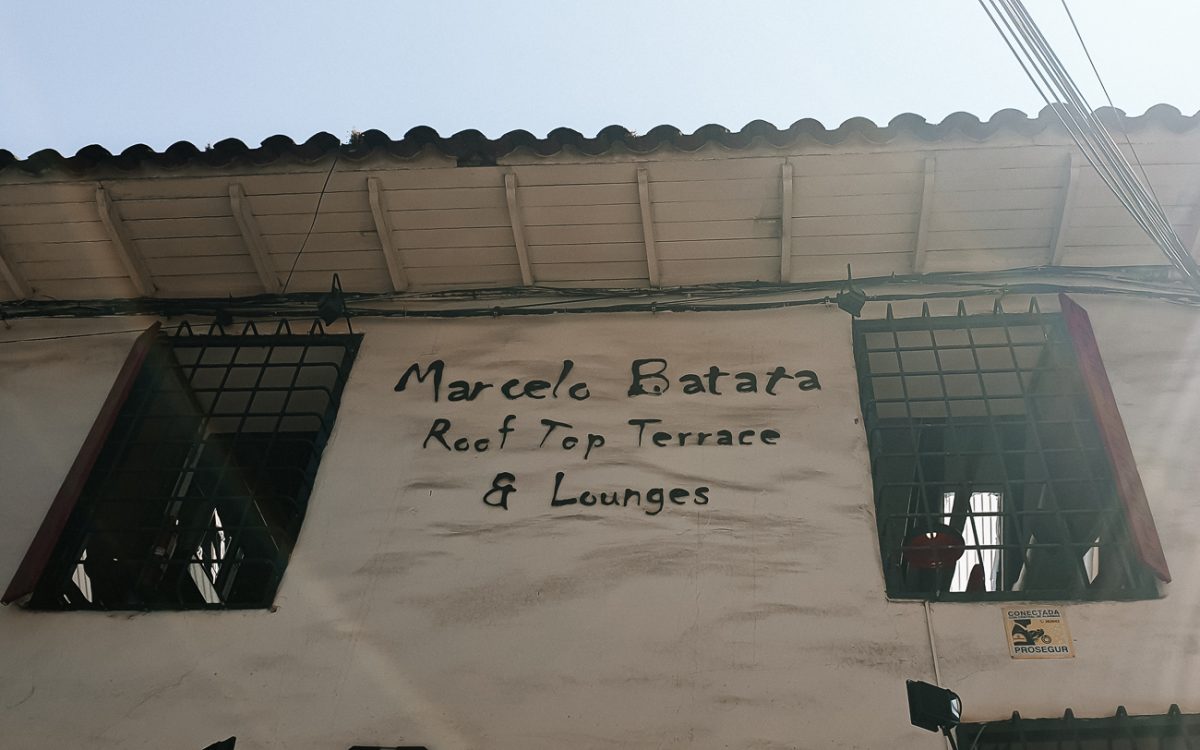 Marcelo Batata
Roof Top Terrace
& Lounges
CONECTADA
PROSEGUR